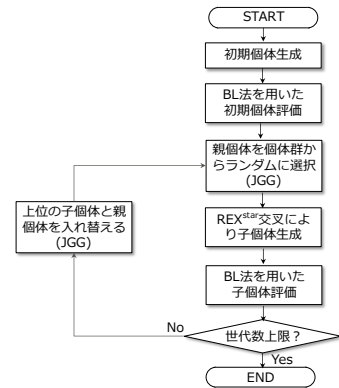 START
初期個体生成
BL法を用いた
初期個体評価
親個体を個体群か
らランダムに選択
(JGG)
上位の子個体と親
個体を入れ替える
(JGG)
REXstar交叉によ
り子個体生成
BL法を用いた
子個体評価
No
世代数上限？
Yes
END